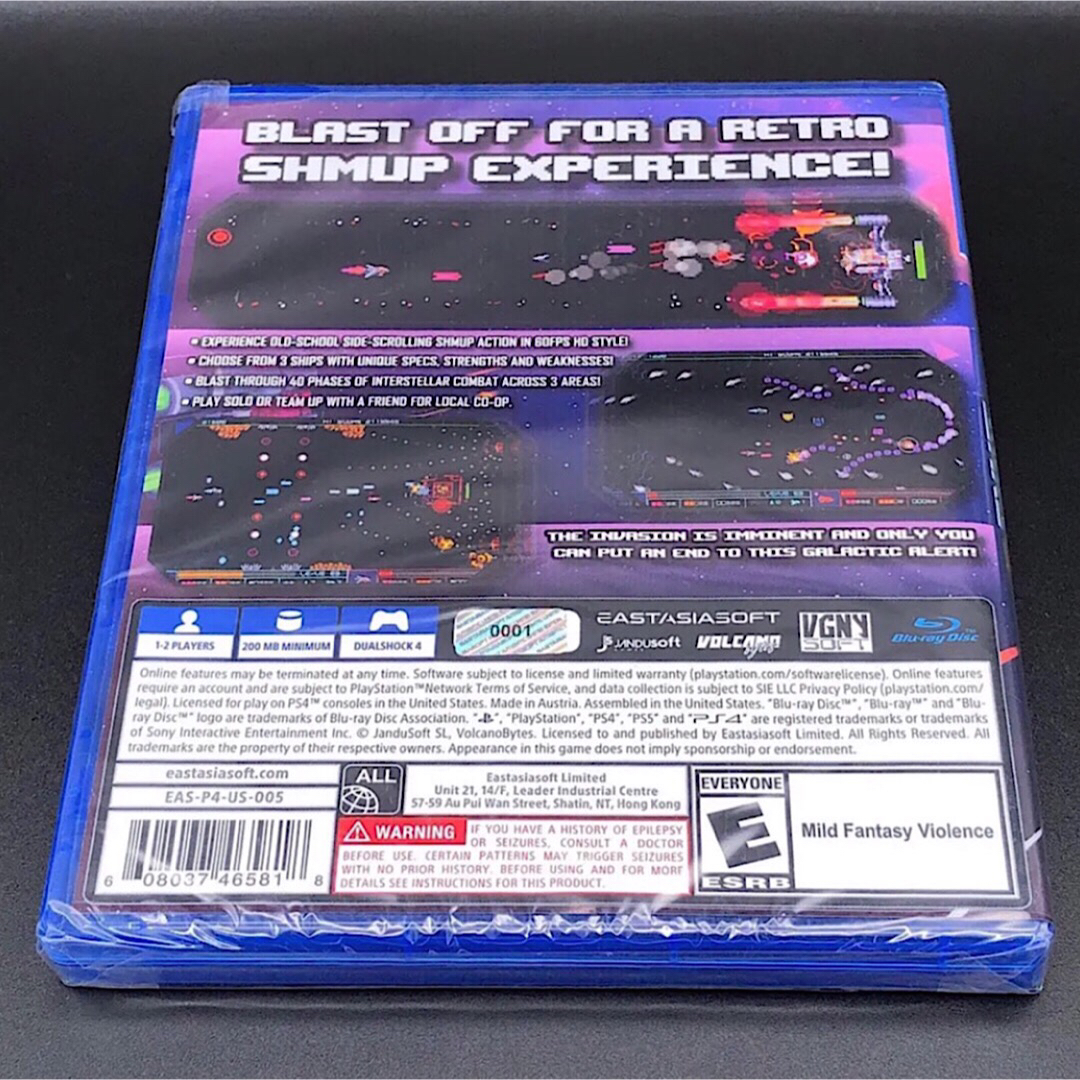 BLAST OFF FOR A RETRO
SHMUP EXPERIENCE!
• EXPERIENCE OLD-SCHOOL SIDE-SCROLLING SHMUP ACTION IN 60FPS HD STYLE!
• CHOOSE FROM 3 SHIPS WITH UNIQUE SPECS, STRENGTHS AND WEAKNESSES!
• BLAST THROUGH 40 PHASES OF INTERSTELLAR COMBAT ACROSS 3 AREAS!
• PLAY SOLO OR TEAM UP WITH A FRIEND FOR LOCAL CO-OP.
THE INVASION IS IMMINENT AND ONLY YOU
CAN PUT AN END TO THIS GALACTIC ALERT!
1-2 PLAYERS
200 MB MINIMUM
DUALSHOCK 4
0001
EASTASIASOFT
JANDUSOFT
VOLCANO
Bytes
VGNY
SOFT
Blu-ray Disc™
Online features may be terminated at any time. Software subject to license and limited warranty (playstation.com/softwarelicense). Online features
require an account and are subject to PlayStation™Network Terms of Service, and data collection is subject to SIE LLC Privacy Policy (playstation.com/
legal). Licensed for play on PS4™ consoles in the United States. Made in Austria. Assembled in the United States. "Blu-ray Disc™", "Blu-ray™" and "Blu-
ray Disc™" logo are trademarks of Blu-ray Disc Association. "", "PlayStation", "PS4", "PS5" and "PS4" are registered trademarks or trademarks
of Sony Interactive Entertainment Inc. © JanduSoft SL, VolcanoBytes. Licensed to and published by Eastasiasoft Limited. All Rights Reserved. All
trademarks are the property of their respective owners. Appearance in this game does not imply sponsorship or endorsement.
eastasiasoft.com
EAS-P4-US-005
ALL
Eastasiasoft Limited
Unit 21, 14/F, Leader Industrial Centre
57-59 Au Pui Wan Street, Shatin, NT, Hong Kong
WARNING
IF YOU HAVE A HISTORY OF EPILEPSY
OR SEIZURES, CONSULT A DOCTOR
BEFORE USE. CERTAIN PATTERNS MAY TRIGGER SEIZURES
WITH NO PRIOR HISTORY. BEFORE USING AND FOR MORE
DETAILS SEE INSTRUCTIONS FOR THIS PRODUCT.
6 08037 46581 8
EVERYONE
E
ESRB
Mild Fantasy Violence